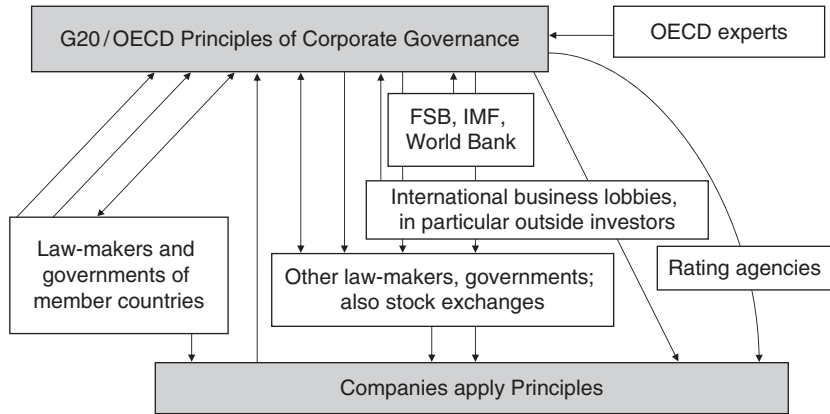 G20/OECD Principles of Corporate Governance
OECD experts
FSB, IMF,
World Bank
International business lobbies,
in particular outside investors
Law-makers and
governments of
member countries
Other law-makers, governments;
also stock exchanges
Rating agencies
Companies apply Principles